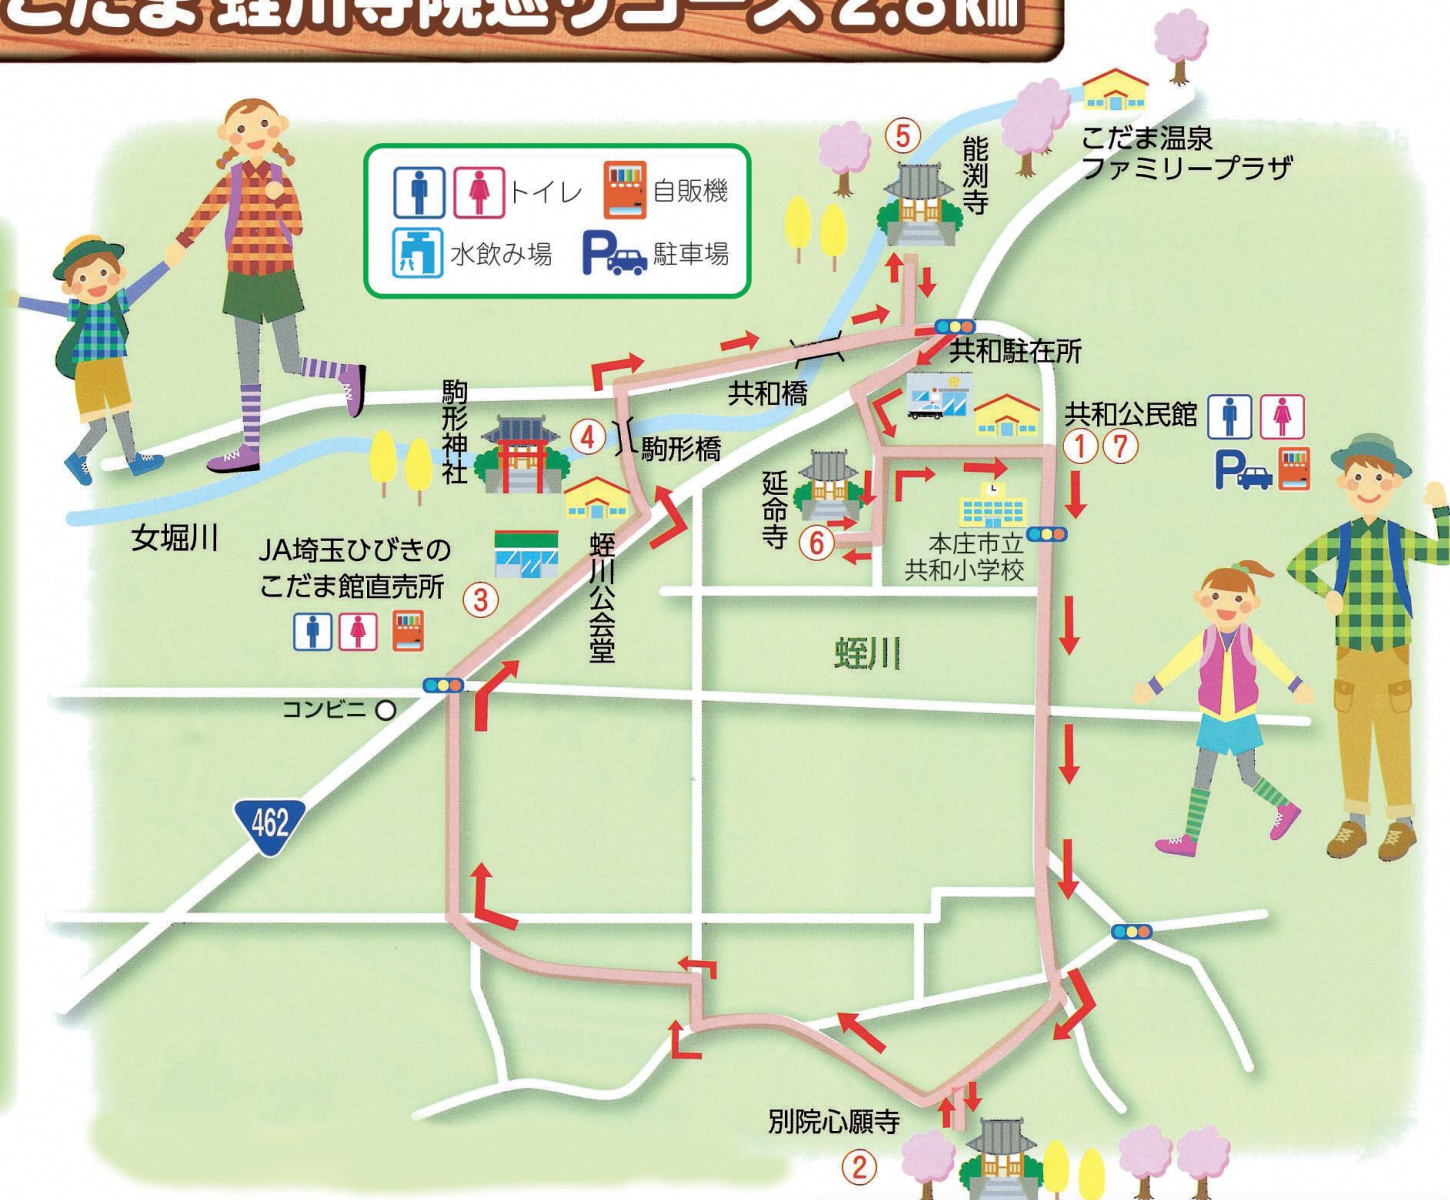 こだま 蛭川寺院巡りコース 2.8km
トイレ
自販機
水飲み場
P
駐車場
⑤
能渕寺
こだま温泉
ファミリープラザ
共和駐在所
共和橋
駒形神社
④
駒形橋
共和公民館
①⑦
P
延命寺
⑥
本庄市立
共和小学校
女堀川
JA埼玉ひびきの
こだま館直売所
③
蛭川公会堂
蛭川
コンビニ
462
別院心願寺
②